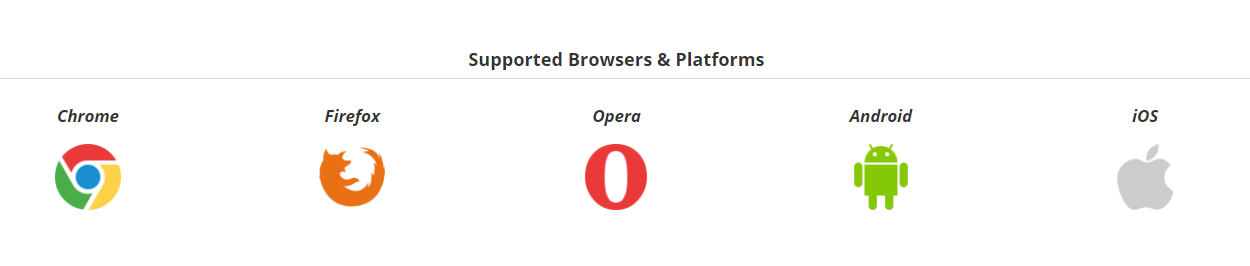 Supported Browsers & Platforms
Chrome
Firefox
Opera
Android
iOS